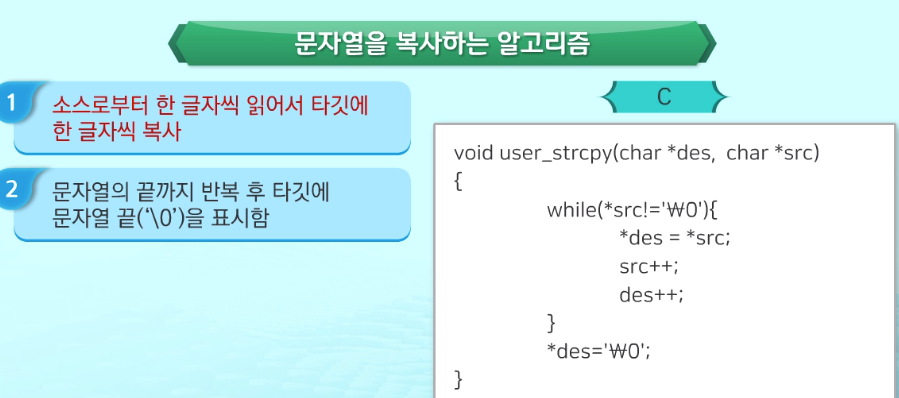 문자열을 복사하는 알고리즘
1
소스로부터 한 글자씩 읽어서 타깃에
한 글자씩 복사
2
문자열의 끝까지 반복 후 타깃에
문자열 끝(‘\0’)을 표시함
C
void user_strcpy(char *des, char *src)
{
while(*src!='₩0'){
*des = *src;
src++;
des++;
}
*des='₩0';
}